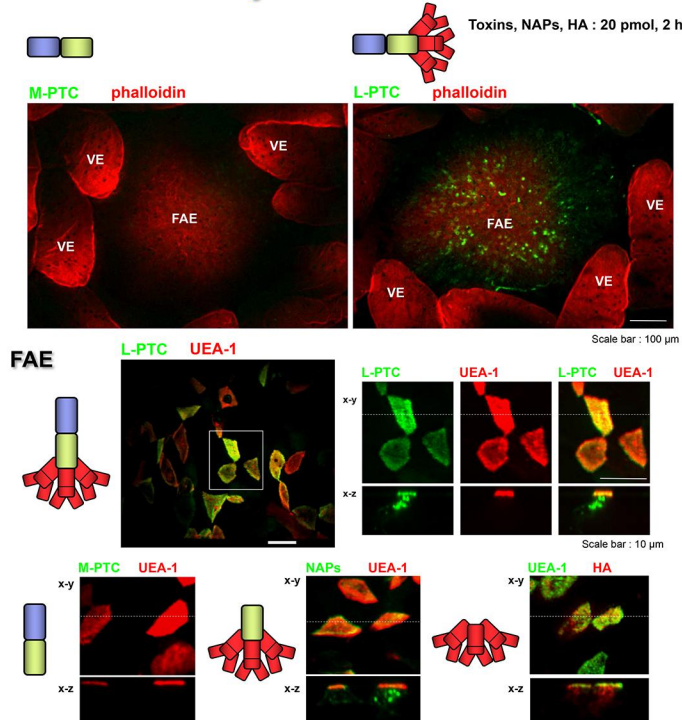 Toxins, NAPs, HA : 20 pmol, 2 h
M-PTC phalloidin
L-PTC phalloidin
VE
VE
VE
FAE
VE
FAE
VE
VE
Scale bar : 100 µm
FAE
L-PTC UEA-1
L-PTC UEA-1 L-PTC UEA-1
x-y
x-z
Scale bar : 10 µm
M-PTC UEA-1
x-y
x-z
NAPs UEA-1
x-y
x-z
UEA-1 HA
x-y
x-z